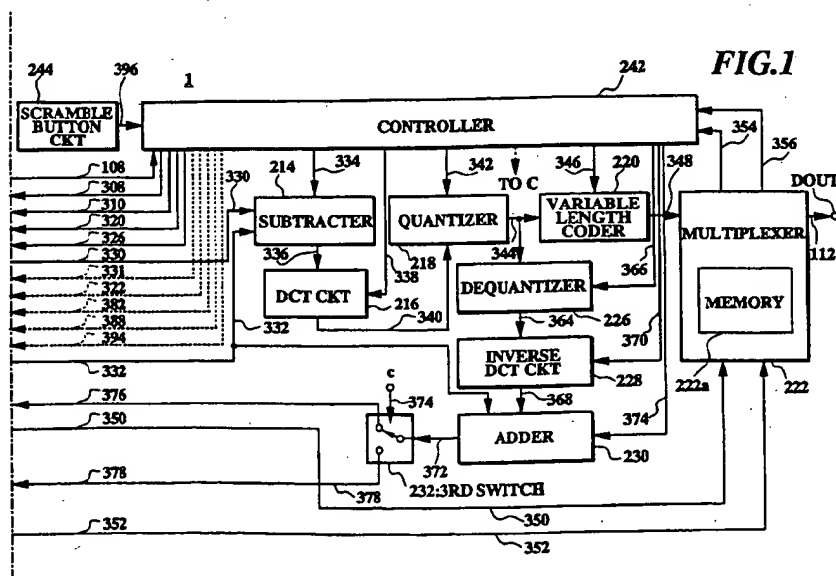 FIG.1
244
396
1
242
SCRAMBLE
BUTTON
CKT
CONTROLLER
354
356
108
308
310
320
326
330
331
322
382
388
394
332
376
350
378
352
330
214
334
SUBTRACTER
336
338
DCT CKT
216
332
340
342
QUANTIZER
218
344
TO C
346
220
VARIABLE
LENGTH
CODER
348
366
DEQUANTIZER
364
226
370
INVERSE
DCT CKT
228
368
374
ADDER
230
c
374
372
378
232:3RD SWITCH
MULTIPLEXER
MEMORY
222a
222
DOUT
112
350
352